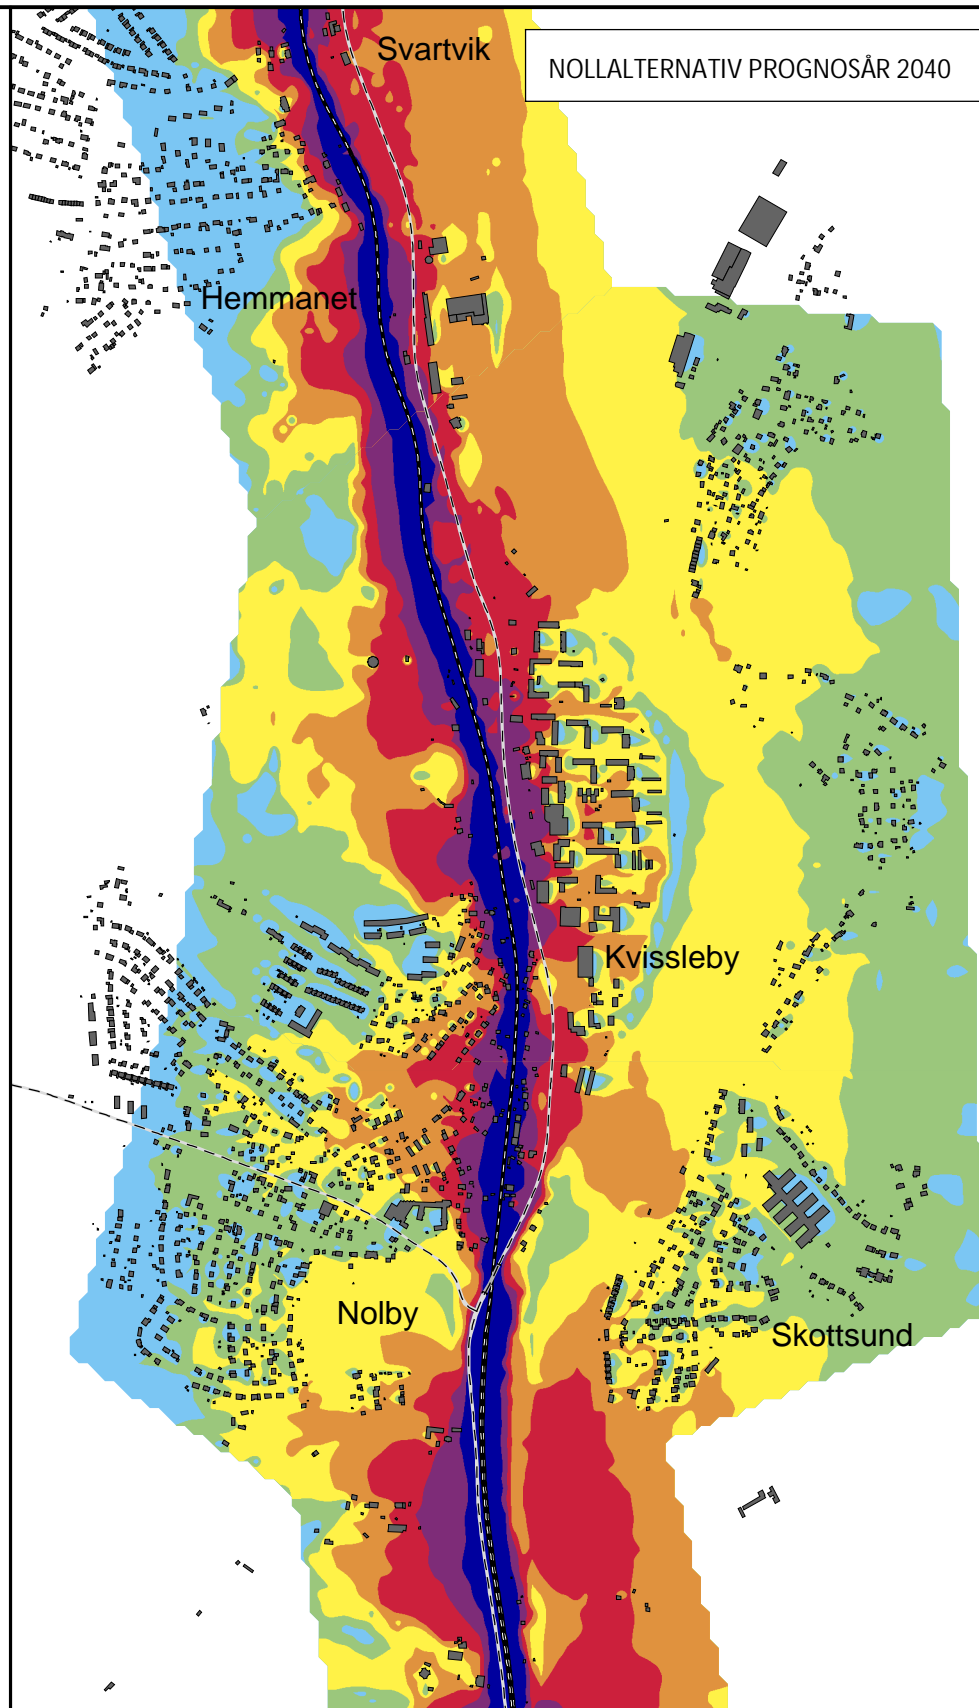 Svartvik
NOLLALTERNATIV PROGNOSÅR 2040
Hemmanet
Kvissleby
Nolby
Skottsund